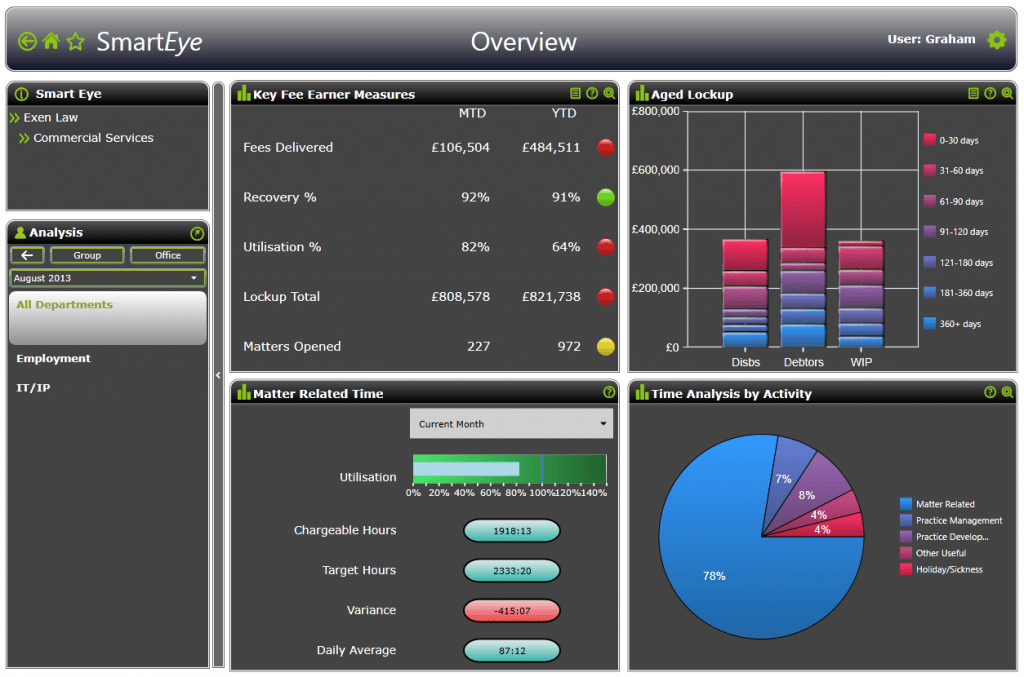 SmartEye
Overview
User: Graham
Smart Eye
Exen Law
Commercial Services
Analysis
Group
Office
August 2013
All Departments
Employment
IT/IP
Key Fee Earner Measures
MTD YTD
Fees Delivered £106,504 £484,511
Recovery % 92% 91%
Utilisation % 82% 64%
Lockup Total £808,578 £821,738
Matters Opened 227 972
Aged Lockup
£800,000
£600,000
£400,000
£200,000
£0
Disbs Debtors WIP
0-30 days
31-60 days
61-90 days
91-120 days
121-180 days
181-360 days
360+ days
Matter Related Time
Current Month
Utilisation
0% 20% 40% 60% 80% 100% 120% 140%
Chargeable Hours 1918:13
Target Hours 2333:20
Variance -415:07
Daily Average 87:12
Time Analysis by Activity
7%
8%
4%
4%
78%
Matter Related
Practice Management
Practice Develop...
Other Useful
Holiday/Sickness